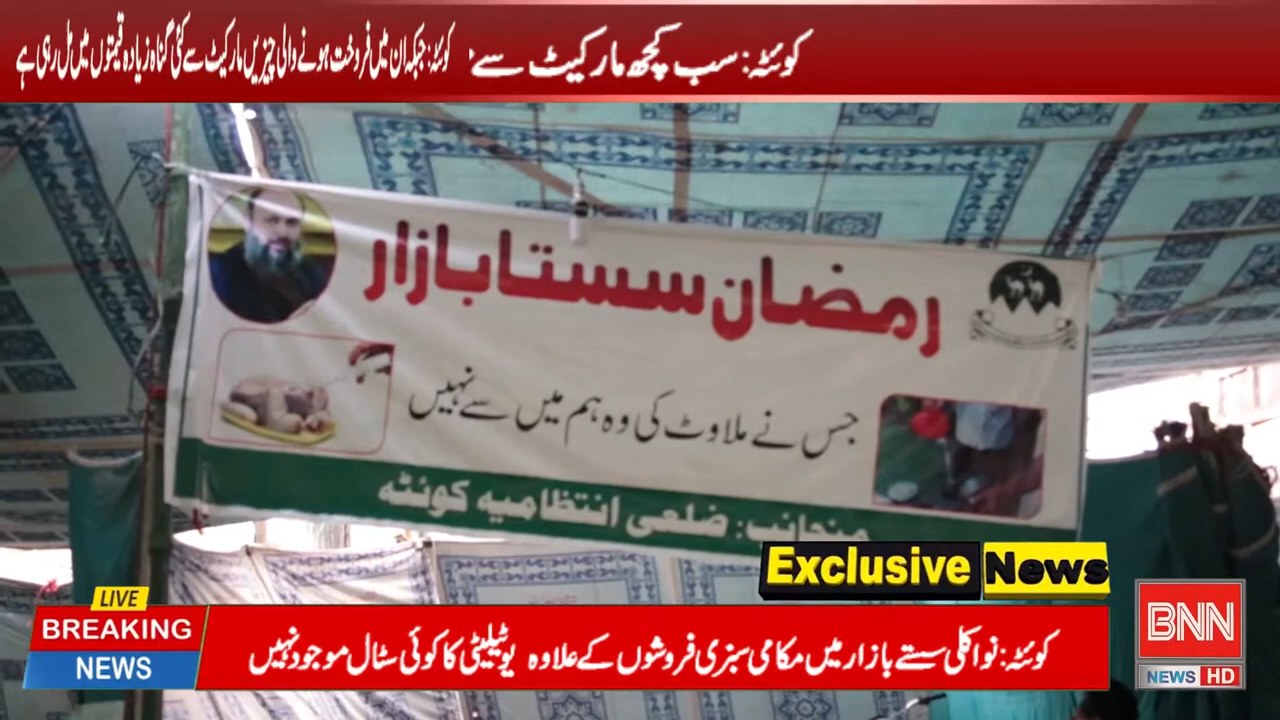 کوئٹہ: سب کچھ مارکیٹ سے
کوئٹہ: جبکہ ان میں فروخت ہونے والی چیزیں مارکیٹ سے کئی گناہ زیادہ قیمتوں میں مل رہی ہے
رمضان سستا بازار
جس نے ملاوٹ کی وہ ہم میں سے نہیں
منجانب: ضلعی انتظامیہ کوئٹہ
Exclusive News
LIVE
BREAKING
NEWS
کوئٹہ: نواکلی سستے بازار میں مکامی سبزی فروشوں کے علاوہ یوٹیلیٹی کا کوئی سٹال موجود نہیں
BNN
NEWS HD